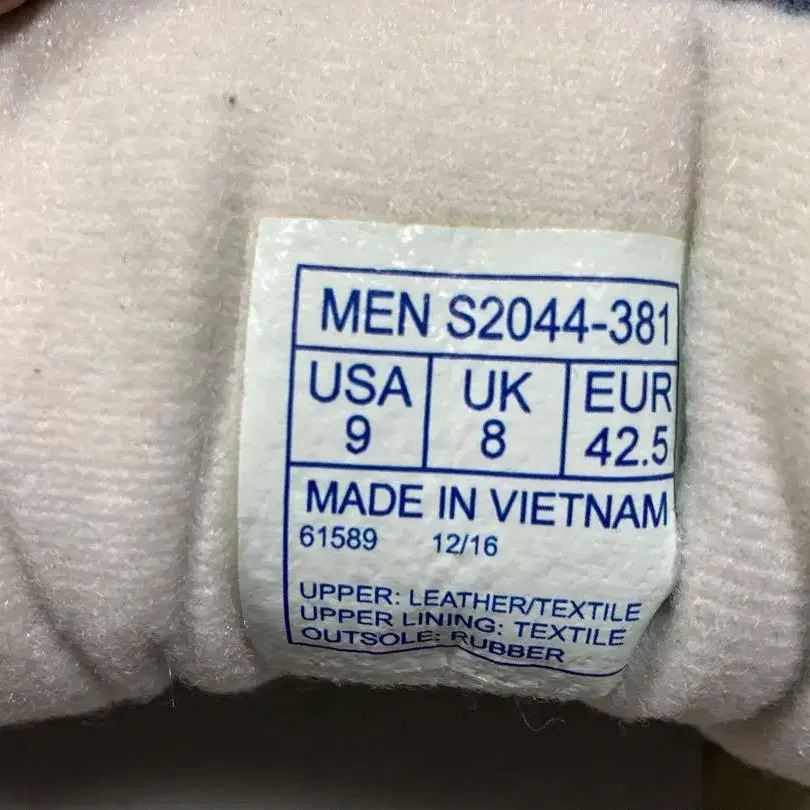 MEN S2044-381
USA UK EUR
9 8 42.5
MADE IN VIETNAM
61589 12/16
UPPER: LEATHER/TEXTILE
UPPER LINING: TEXTILE
OUTSOLE: RUBBER